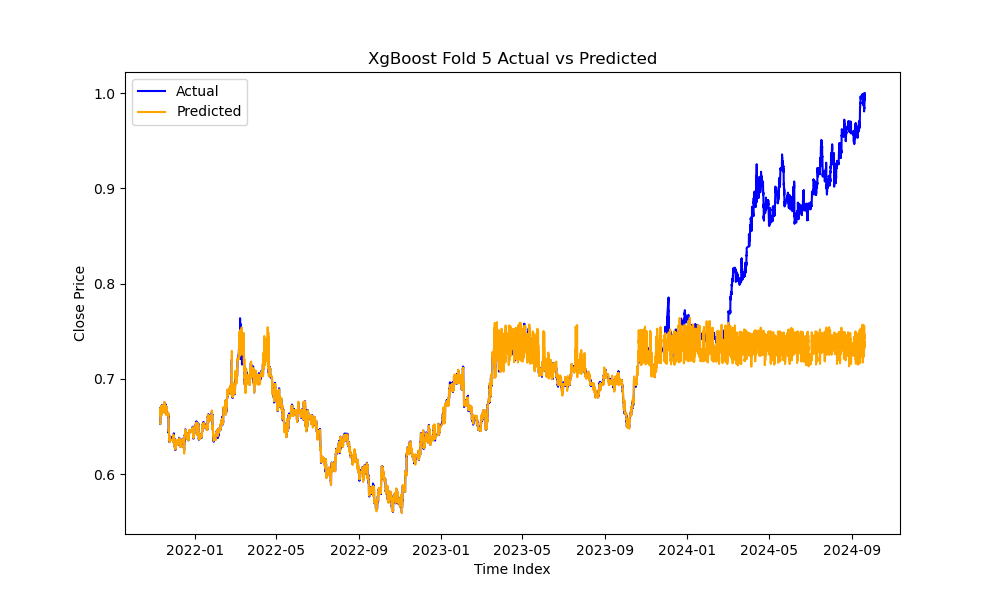 XgBoost Fold 5 Actual vs Predicted
Actual
Predicted
1.0
0.9
0.8
0.7
0.6
Close Price
2022-01 2022-05 2022-09 2023-01 2023-05 2023-09 2024-01 2024-05 2024-09
Time Index